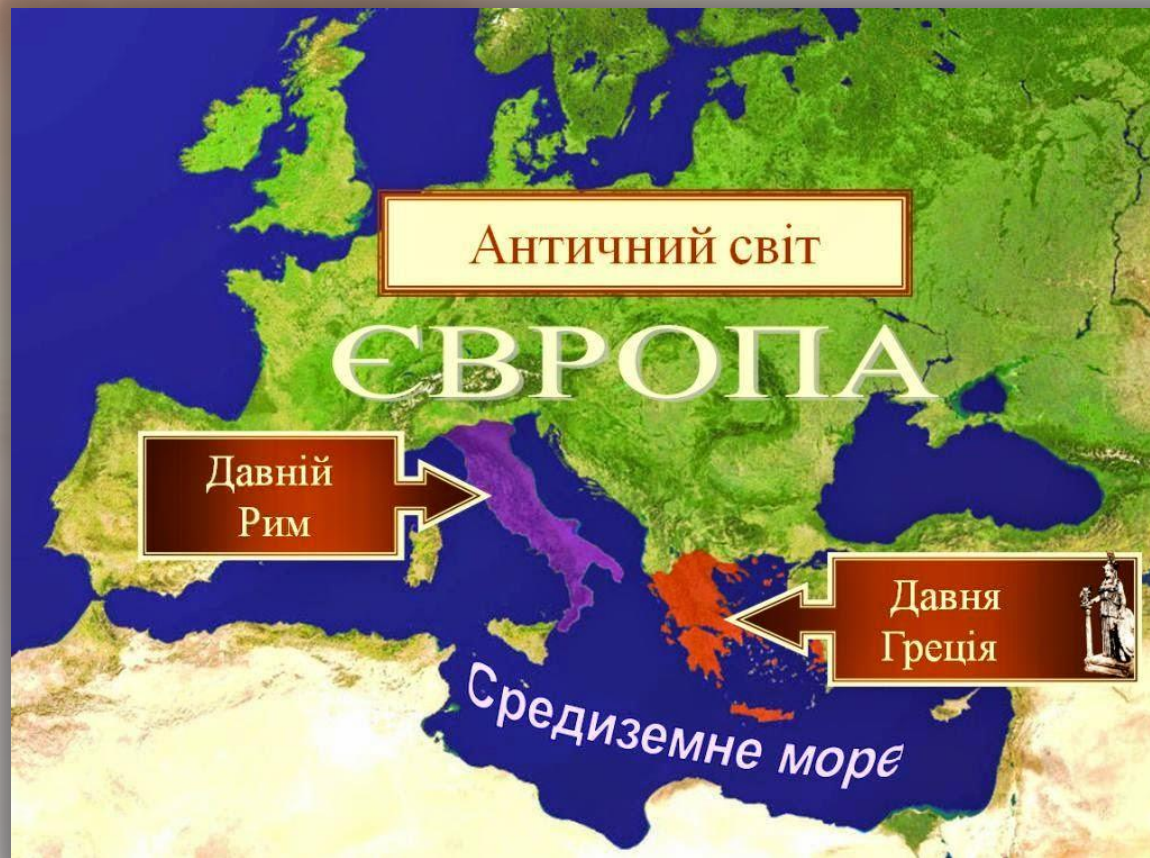 Античний світ
ЄВРОПА
Давній
Рим
Давня
Греція
Средиземне море